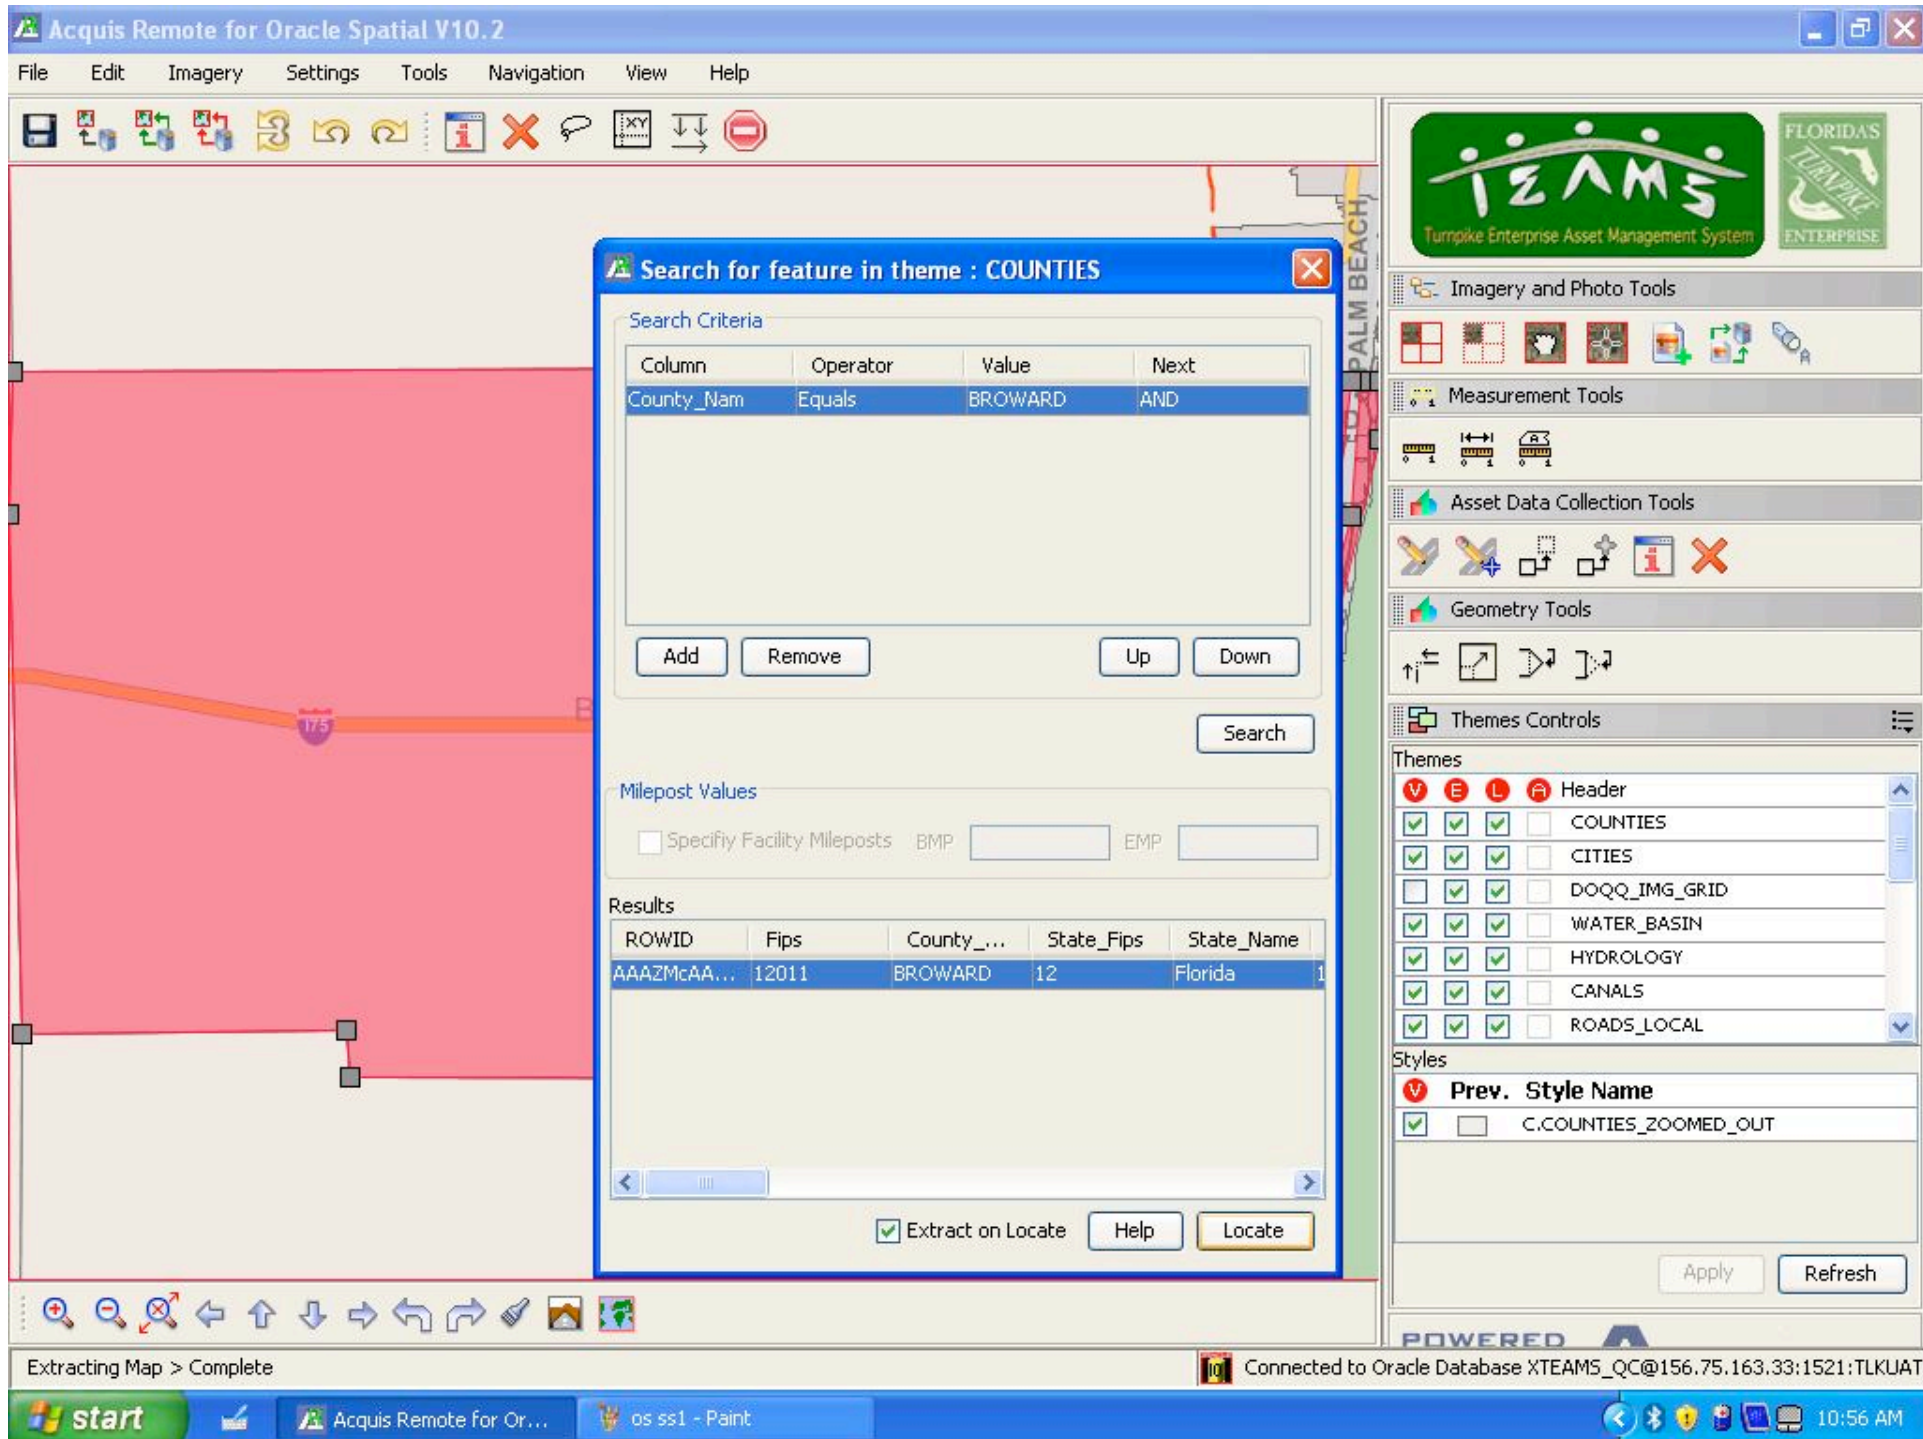 Acquis Remote for Oracle Spatial V10.2
File Edit Imagery Settings Tools Navigation View Help
XY
PALM BEACH
175
TEAMS
Turnpike Enterprise Asset Management System
FLORIDA'S
TURNPIKE
ENTERPRISE
Search for feature in theme : COUNTIES
Search Criteria
Column Operator Value Next
County_Nam Equals BROWARD AND
Add Remove Up Down
Search
Milepost Values
Specifiy Facility Mileposts BMP EMP
Results
ROWID Fips County_... State_Fips State_Name
AAAZMcAA... 12011 BROWARD 12 Florida 1
Extract on Locate Help Locate
Imagery and Photo Tools
Measurement Tools
Asset Data Collection Tools
Geometry Tools
Themes Controls
Themes
V E L A Header
COUNTIES
CITIES
DOQQ_IMG_GRID
WATER_BASIN
HYDROLOGY
CANALS
ROADS_LOCAL
Styles
V Prev. Style Name
C.COUNTIES_ZOOMED_OUT
Apply Refresh
POWERED
Extracting Map > Complete
Connected to Oracle Database XTEAMS_QC@156.75.163.33:1521:TLKUAT
start Acquis Remote for Or... os ss1 - Paint 10:56 AM